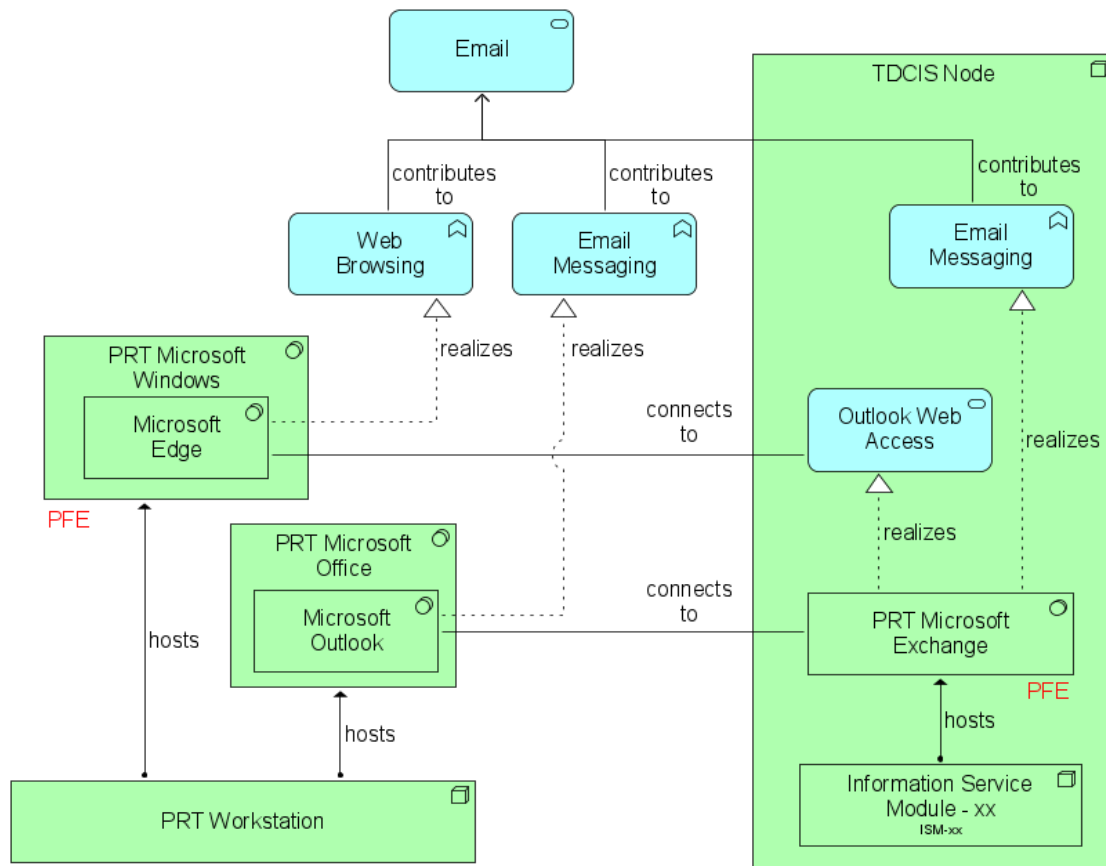 Email
TDCIS Node
contributes
to
contributes
to
contributes
to
Web
Browsing
Email
Messaging
Email
Messaging
realizes
realizes
realizes
PRT Microsoft
Windows
Microsoft
Edge
PFE
connects
to
Outlook Web
Access
realizes
PRT Microsoft
Office
Microsoft
Outlook
connects
to
PRT Microsoft
Exchange
PFE
hosts
hosts
hosts
PRT Workstation
Information Service
Module - xx
ISM-xx